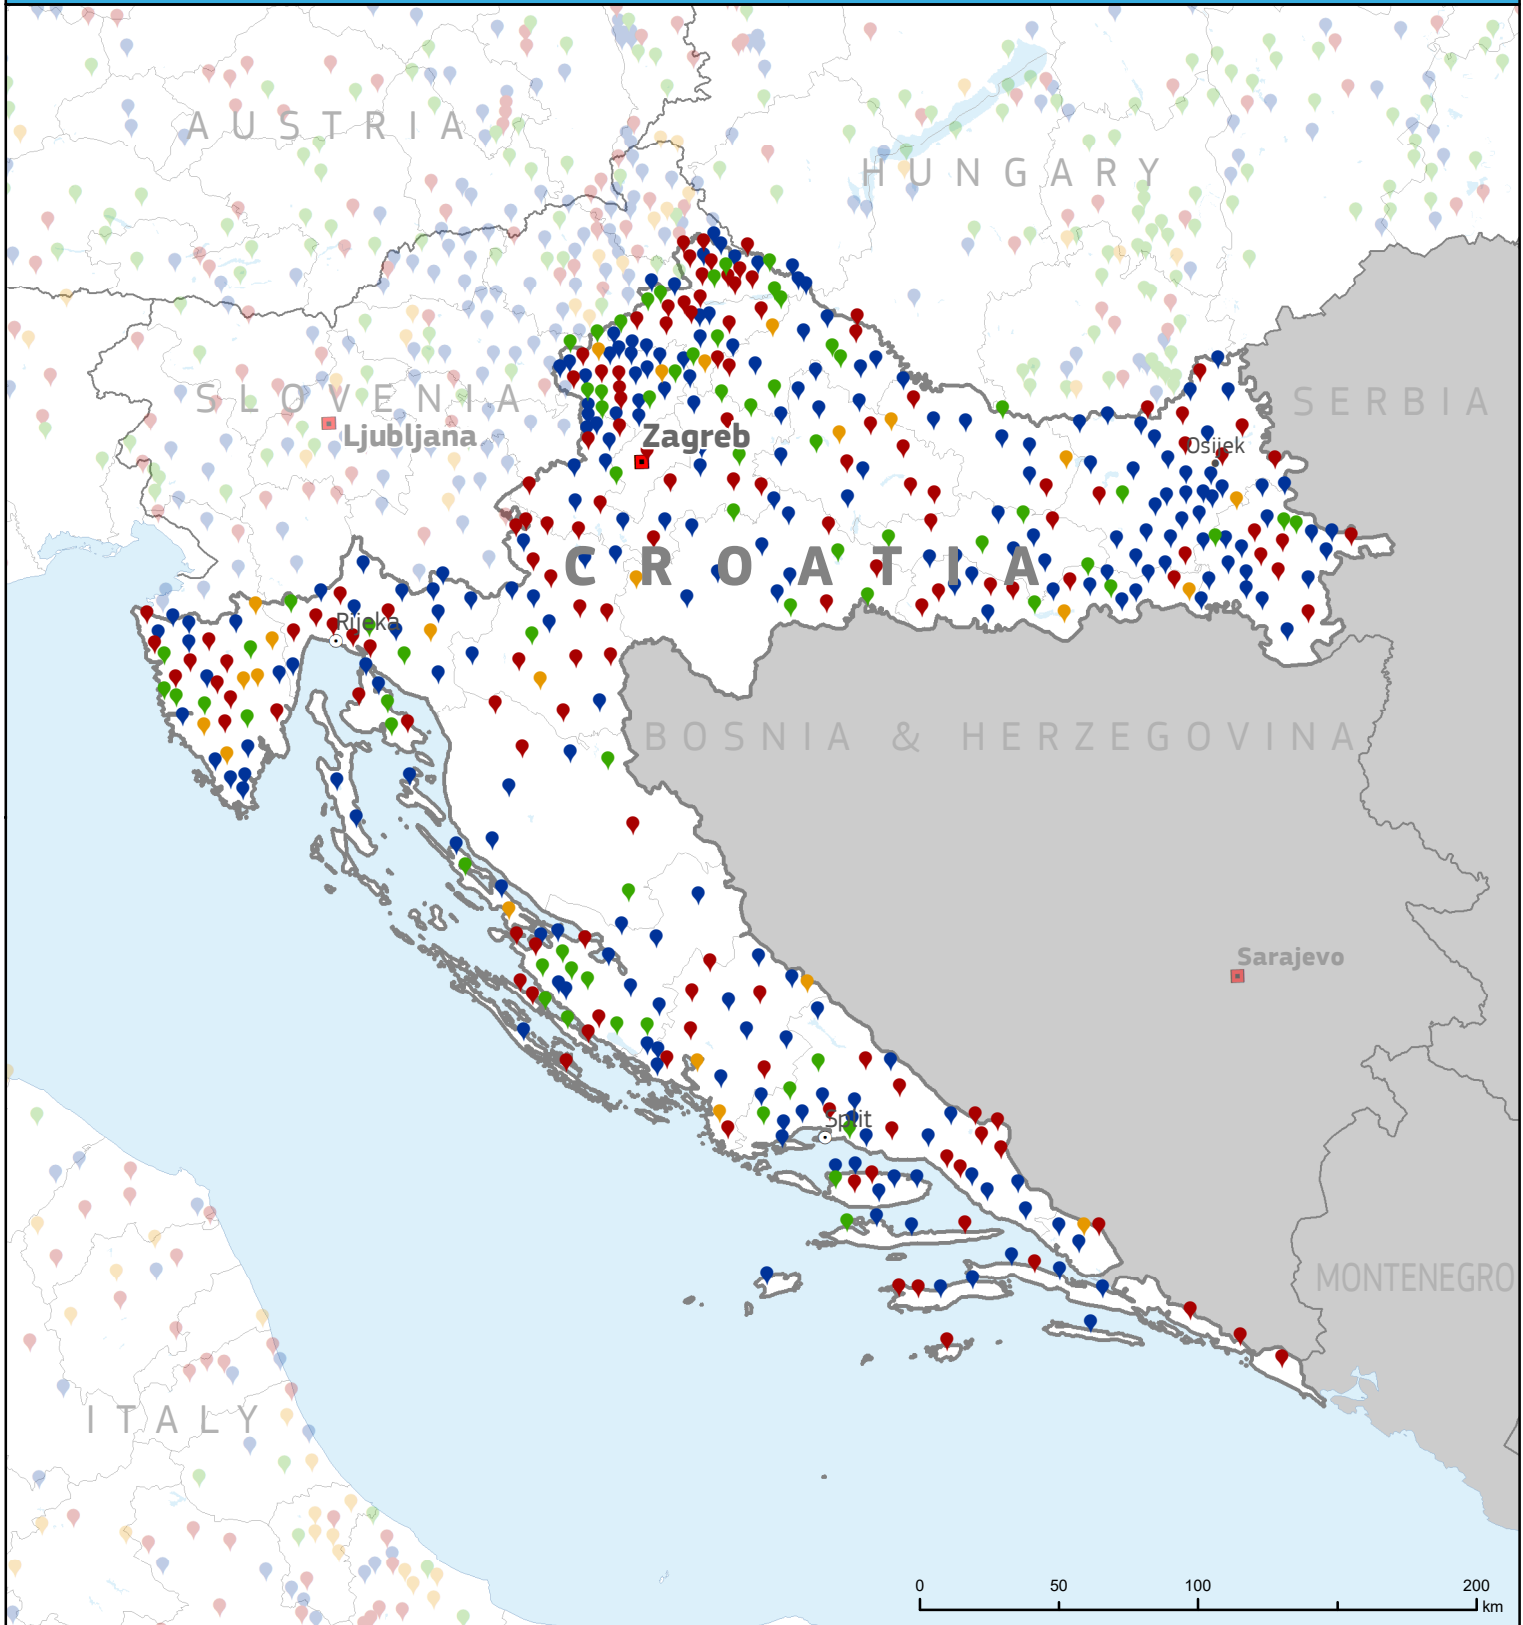 AUSTRIA
HUNGARY
SLOVENIA
SERBIA
Ljubljana
Zagreb
Osijek
CROATIA
Rijeka
BOSNIA & HERZEGOVINA
Sarajevo
Split
MONTENEGRO
ITALY
0 50 100 200
km